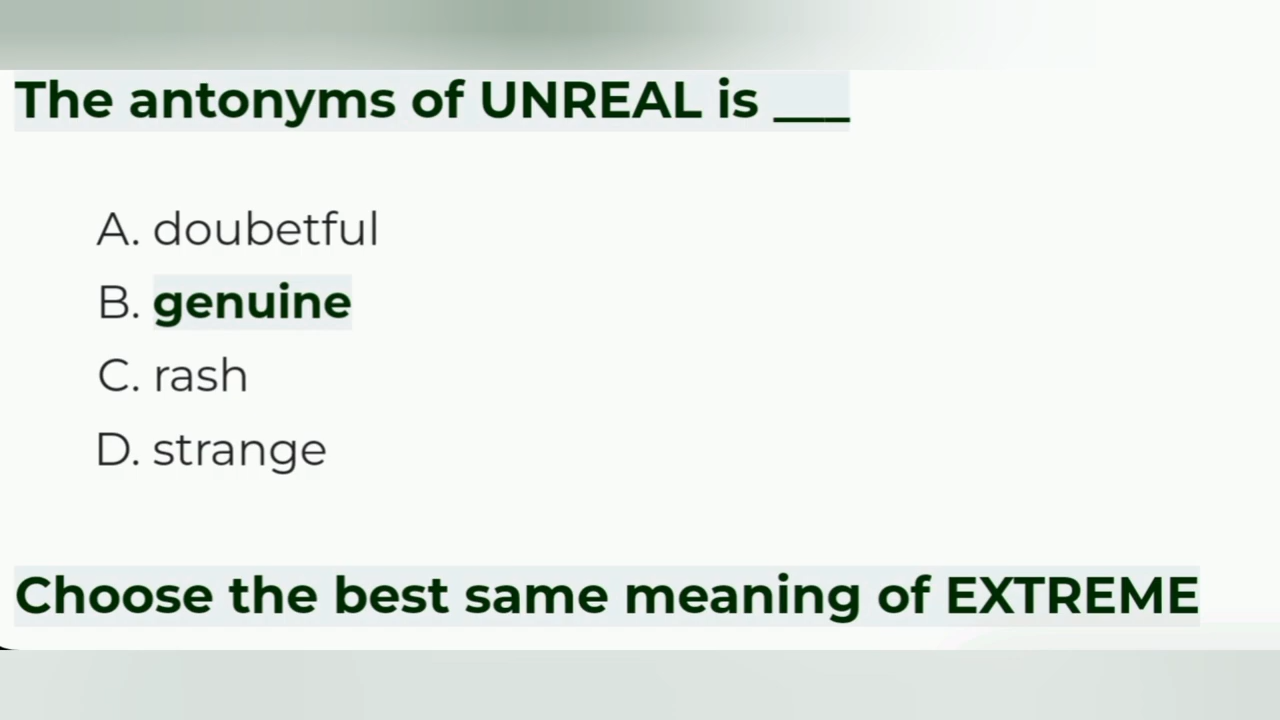 The antonyms of UNREAL is ___
A. doubetful
B. genuine
C. rash
D. strange
Choose the best same meaning of EXTREME